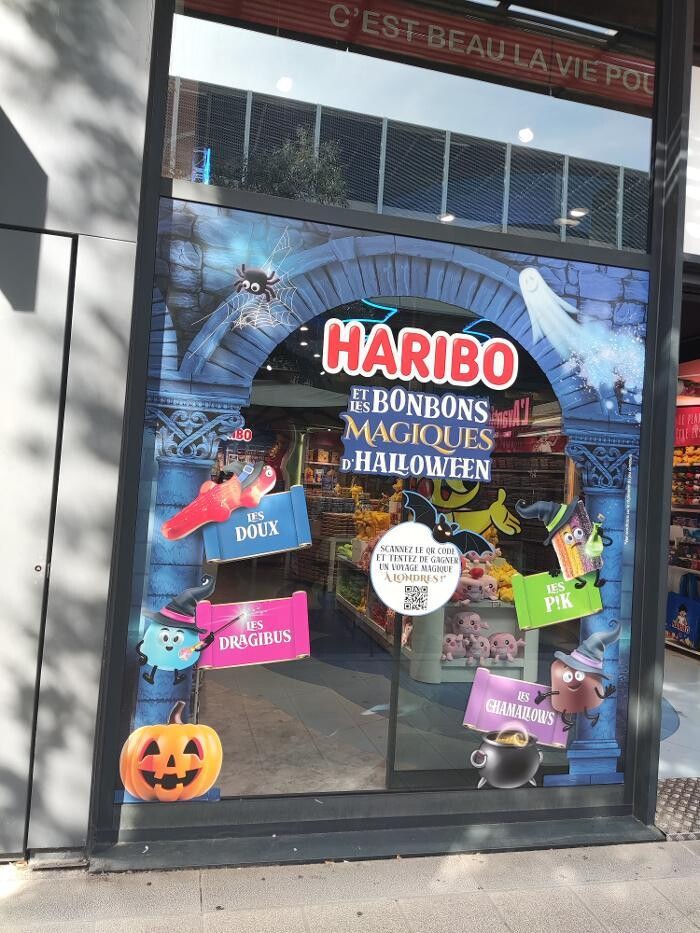 C'EST BEAU LA VIE POU
HARIBO
ET
LES BONBONS
MAGIQUES
D'HALLOWEEN
LES
DOUX
SCANNEZ LE QR CODE
ET TENTEZ DE GAGNER
UN VOYAGE MAGIQUE
À LONDRES !*
LES
P!K
LES
DRAGIBUS
LES
CHAMALLOWS